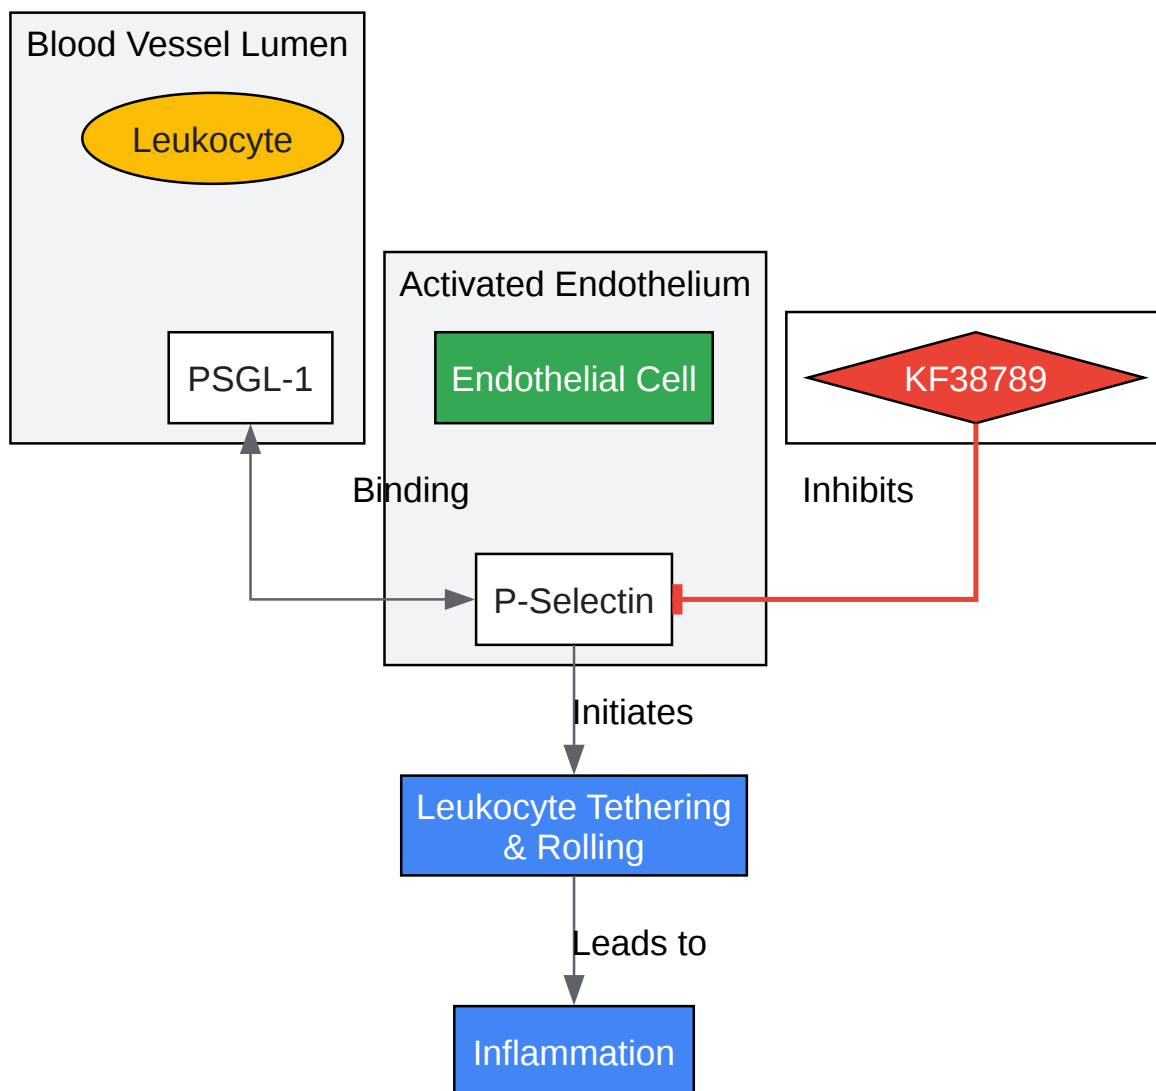 Blood Vessel Lumen
Leukocyte
Activated Endothelium
PSGL-1
Endothelial Cell
KF38789
Binding
Inhibits
P-Selectin
Initiates
Leukocyte Tethering
& Rolling
Leads to
Inflammation